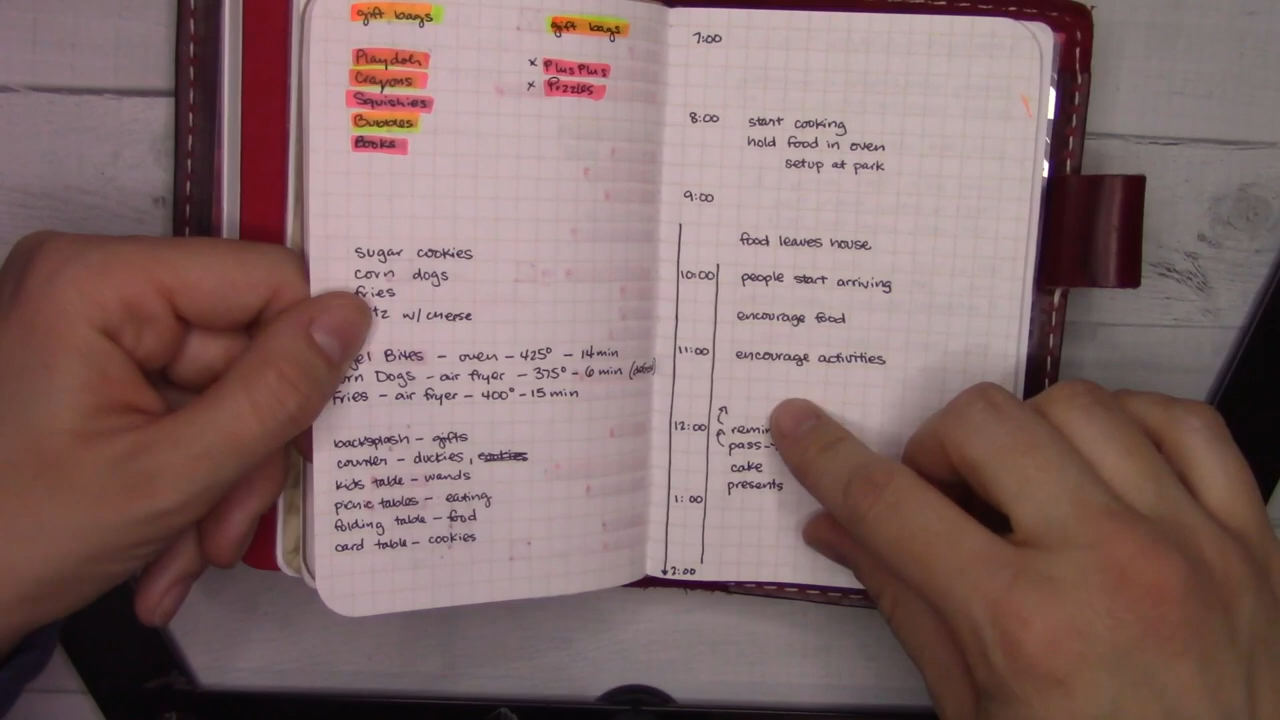 gift bags
Playdoh
Crayons
Squishies
Bubbles
Books
gift bags
x PlusPlus
x Puzzles
sugar cookies
corn dogs
fries
w/ cheese
Bites - oven - 425° - 14 min
Dogs - air fryer - 375° - 6 min
fries - air fryer - 400° - 15 min
backsplash - gifts
counter - duckies, cookies
kids table - wands
picnic tables - eating
folding table - food
card table - cookies
7:00
8:00 start cooking
hold food in oven
setup at park
9:00
food leaves house
10:00 people start arriving
encourage food
11:00 encourage activities
12:00
cake
presents
1:00
2:00